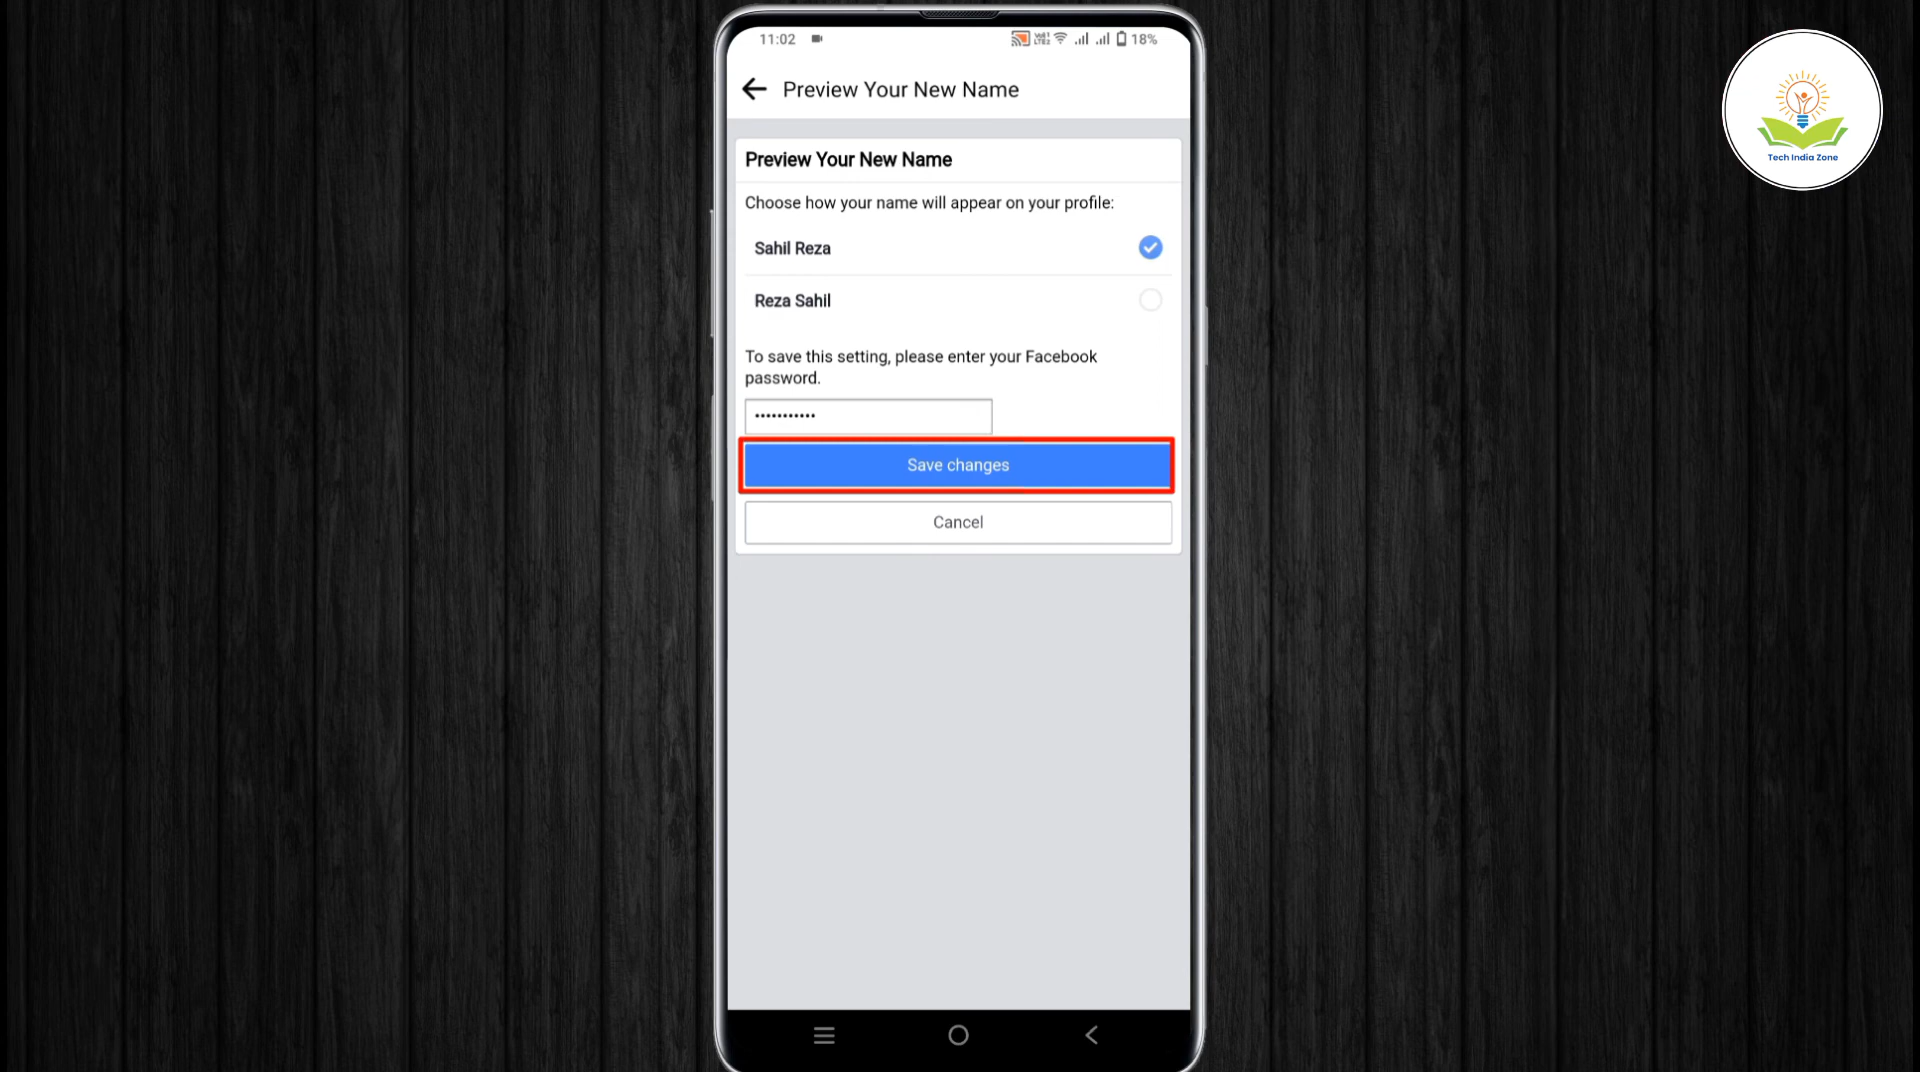 11:02
18%
Tech India Zone
Preview Your New Name
Preview Your New Name
Choose how your name will appear on your profile:
Sahil Reza
Reza Sahil
To save this setting, please enter your Facebook
password.
•••••••••••
Save changes
Cancel